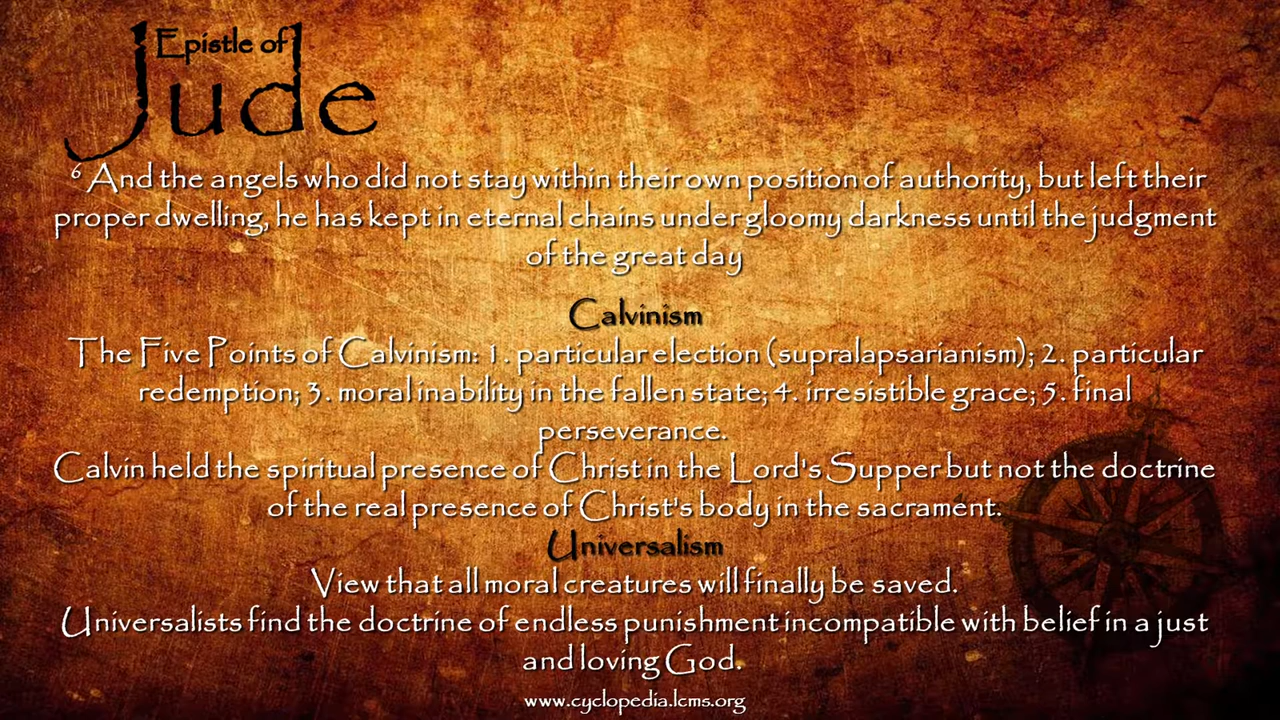 Epistle of
Jude
⁶ And the angels who did not stay within their own position of authority, but left their
proper dwelling, he has kept in eternal chains under gloomy darkness until the judgment
of the great day
Calvinism
The Five Points of Calvinism: 1. particular election (supralapsarianism); 2. particular
redemption; 3. moral inability in the fallen state; 4. irresistible grace; 5. final
perseverance.
Calvin held the spiritual presence of Christ in the Lord's Supper but not the doctrine
of the real presence of Christ's body in the sacrament.
Universalism
View that all moral creatures will finally be saved.
Universalists find the doctrine of endless punishment incompatible with belief in a just
and loving God.
www.cyclopedia.lcms.org